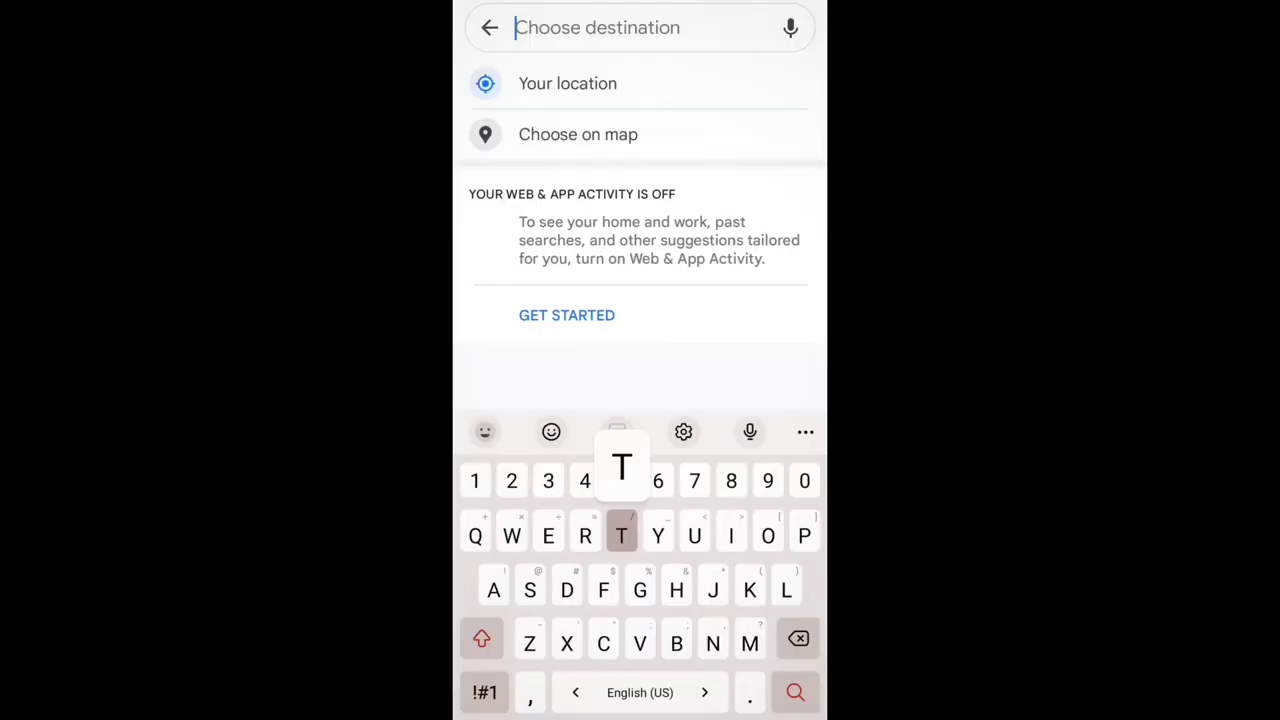 Choose destination
Your location
Choose on map
YOUR WEB & APP ACTIVITY IS OFF
To see your home and work, past
searches, and other suggestions tailored
for you, turn on Web & App Activity.
GET STARTED
T
1 2 3 4 6 7 8 9 0
+ × ÷ = / _ < > [ ]
Q W E R T Y U I O P
! @ # $ % & * ( )
A S D F G H J K L
- ' " : ; , ?
Z X C V B N M
!#1 , < English (US) > .